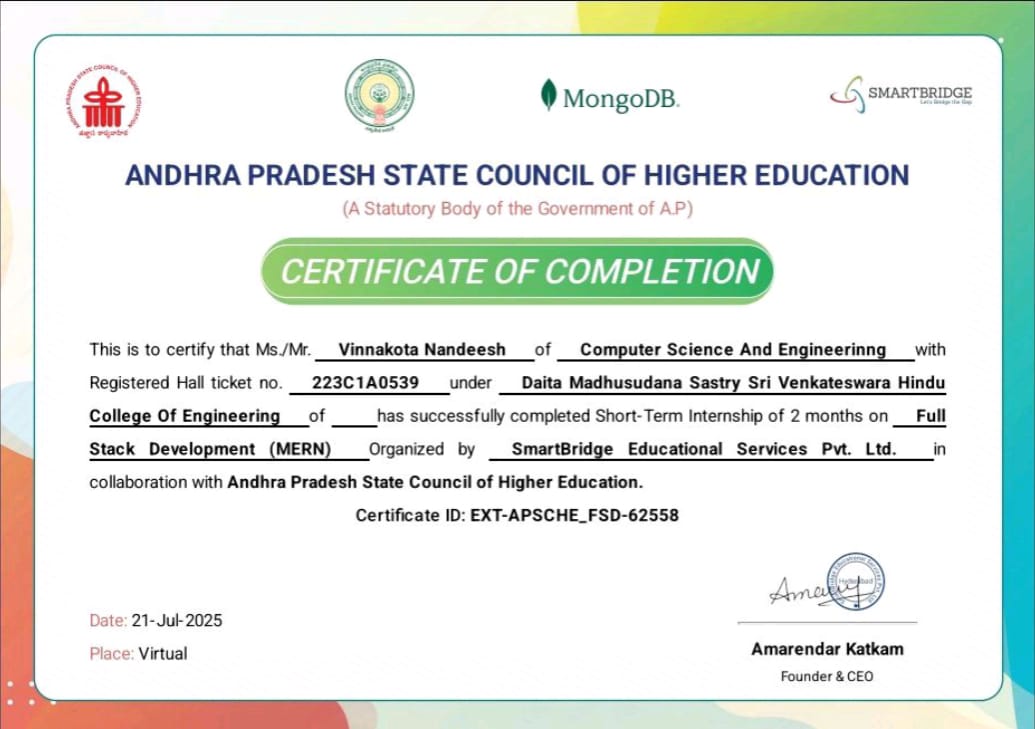 ANDHRA PRADESH STATE COUNCIL OF HIGHER EDUCATION
MongoDB.
SMARTBRIDGE
Let's Bridge the Gap
ANDHRA PRADESH STATE COUNCIL OF HIGHER EDUCATION
(A Statutory Body of the Government of A.P)
CERTIFICATE OF COMPLETION
This is to certify that Ms./Mr. Vinnakota Nandeesh of Computer Science And Engineerinng with
Registered Hall ticket no. 223C1A0539 under Daita Madhusudana Sastry Sri Venkateswara Hindu
College Of Engineering of has successfully completed Short-Term Internship of 2 months on Full
Stack Development (MERN) Organized by SmartBridge Educational Services Pvt. Ltd. in
collaboration with Andhra Pradesh State Council of Higher Education.
Certificate ID: EXT-APSCHE_FSD-62558
Hyderabad
Date: 21-Jul-2025
Place: Virtual
Amarendar Katkam
Founder & CEO